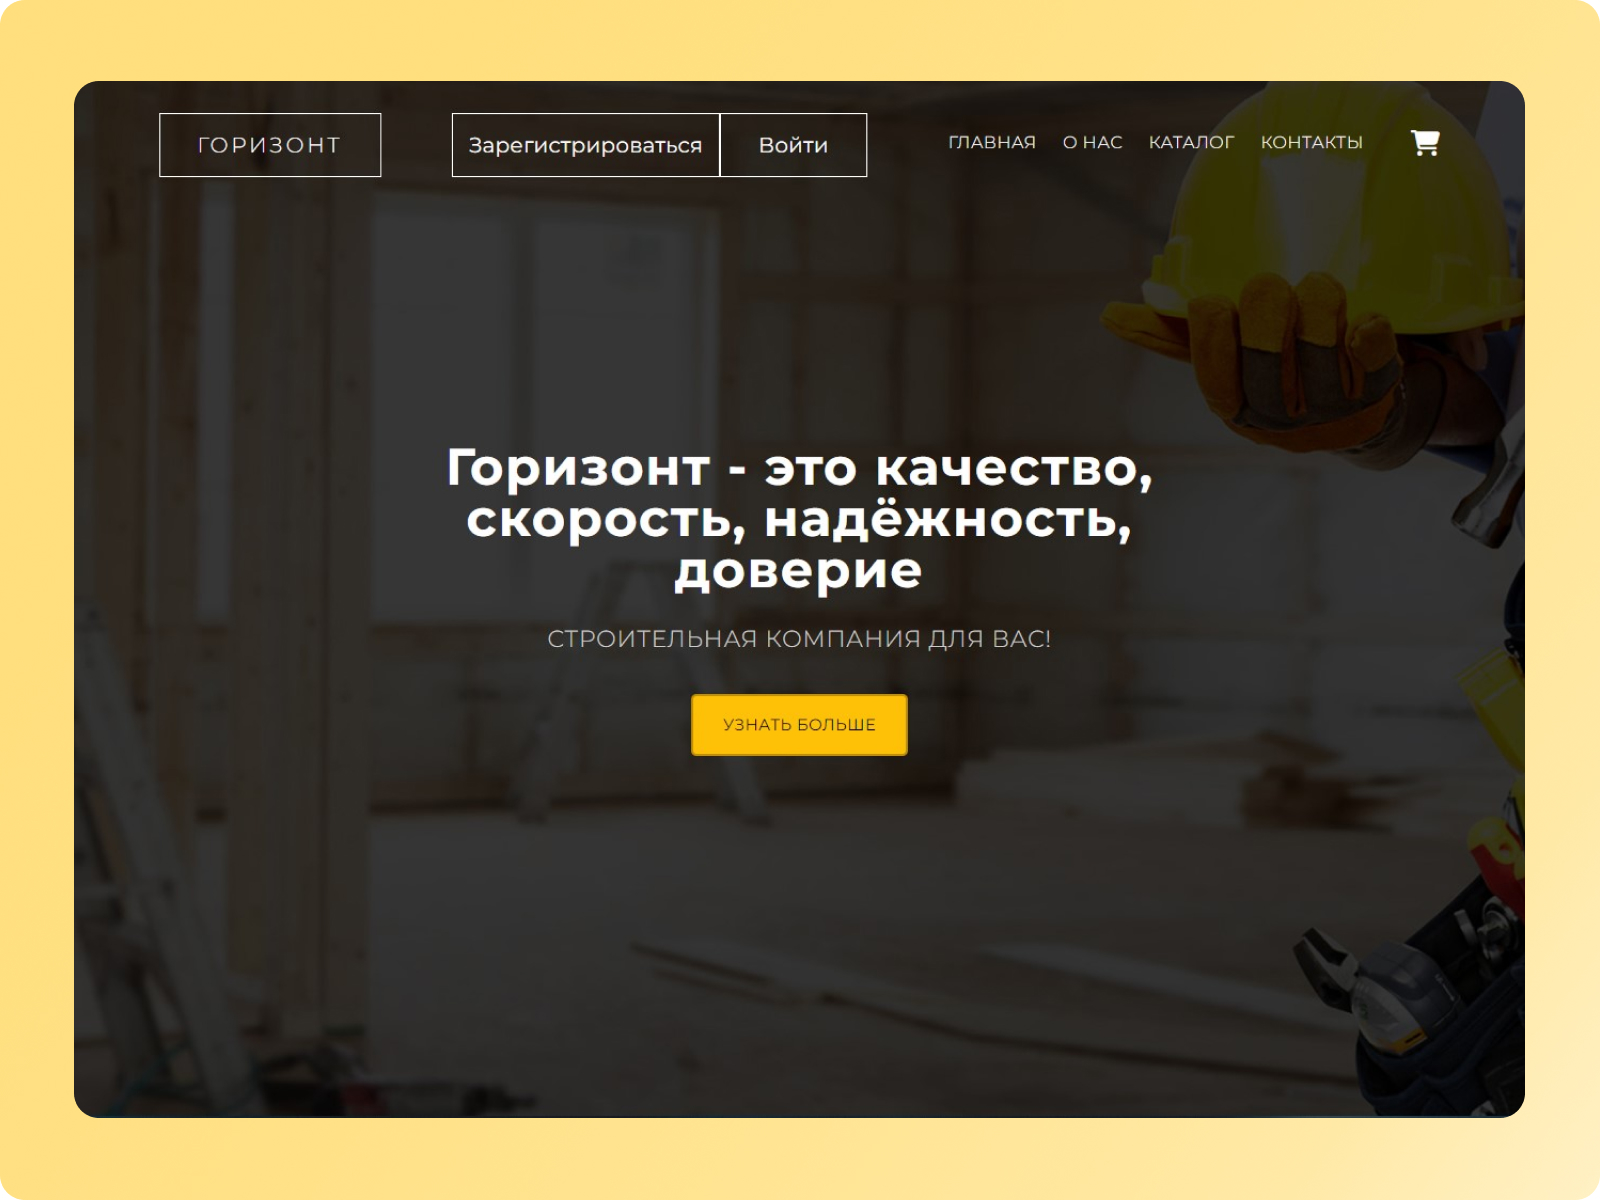 ГОРИЗОНТ
Зарегистрироваться
Войти
ГЛАВНАЯ
О НАС
КАТАЛОГ
КОНТАКТЫ
Горизонт - это качество,
скорость, надёжность,
доверие
СТРОИТЕЛЬНАЯ КОМПАНИЯ ДЛЯ ВАС!
УЗНАТЬ БОЛЬШЕ